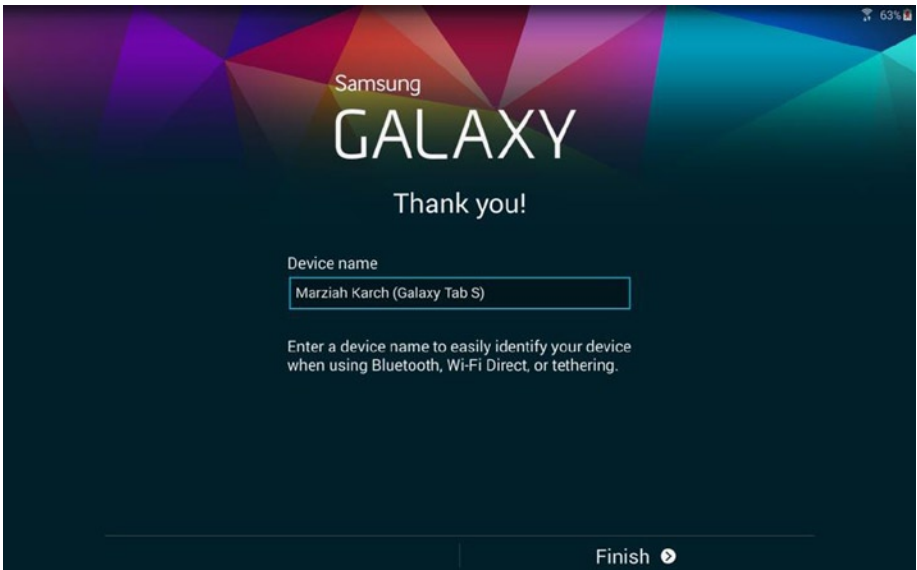 63%
Samsung
GALAXY
Thank you!
Device name
Marziah Karch (Galaxy Tab S)
Enter a device name to easily identify your device
when using Bluetooth, Wi-Fi Direct, or tethering.
Finish